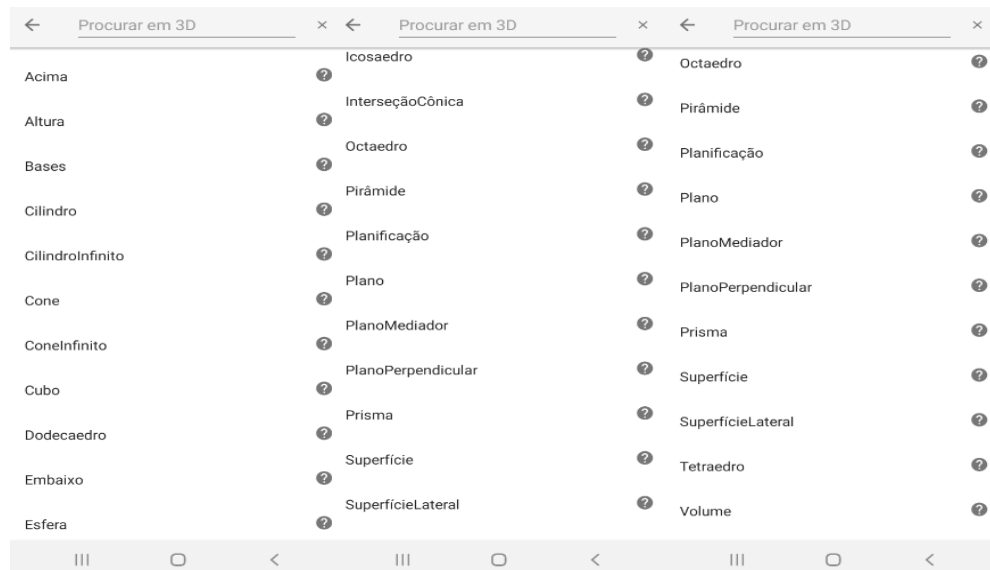 Procurar em 3D
Acima
Altura
Bases
Cilindro
CilindroInfinito
Cone
ConeInfinito
Cubo
Dodecaedro
Embaixo
Esfera
Procurar em 3D
Icosaedro
InterseçãoCônica
Octaedro
Pirâmide
Planificação
Plano
PlanoMediador
PlanoPerpendicular
Prisma
Superfície
SuperfícieLateral
Procurar em 3D
Octaedro
Pirâmide
Planificação
Plano
PlanoMediador
PlanoPerpendicular
Prisma
Superfície
SuperfícieLateral
Tetraedro
Volume